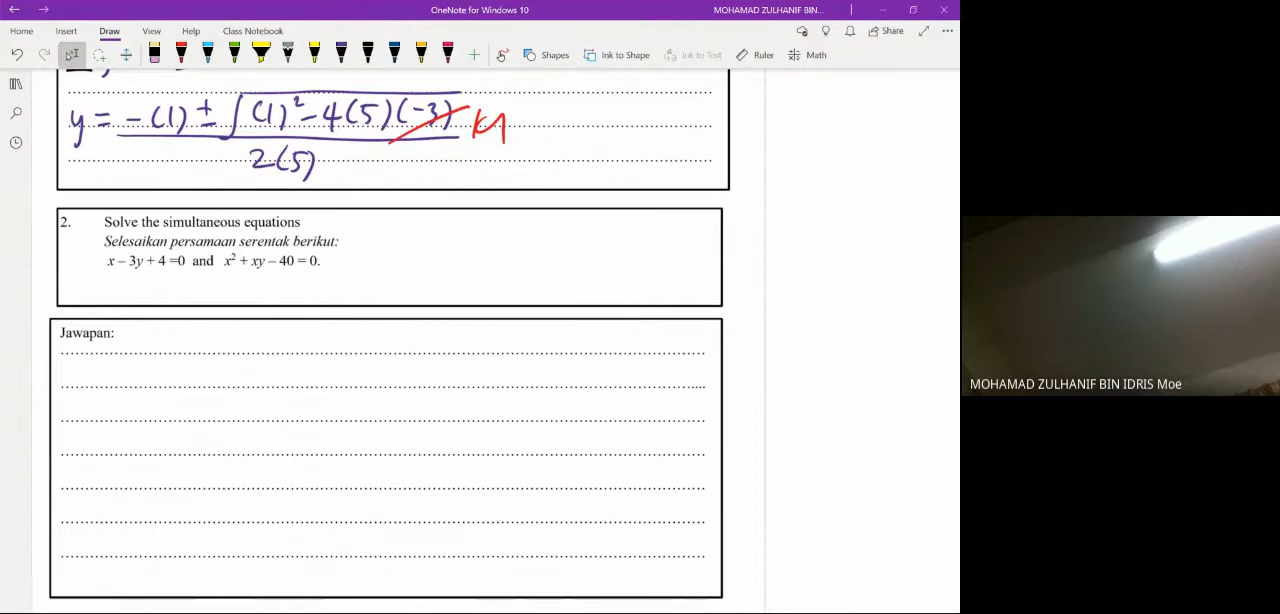 OneNote for Windows 10
MOHAMAD ZULHANIF BIN...
Home Insert Draw View Help Class Notebook
Share
Shapes Ink to Shape Ink to Text Ruler Math
y = -(1) ± √(1)² - 4(5)(-3) K1
2(5)
2. Solve the simultaneous equations
Selesaikan persamaan serentak berikut:
x – 3y + 4 =0 and x² + xy – 40 = 0.
Jawapan:
MOHAMAD ZULHANIF BIN IDRIS Moe